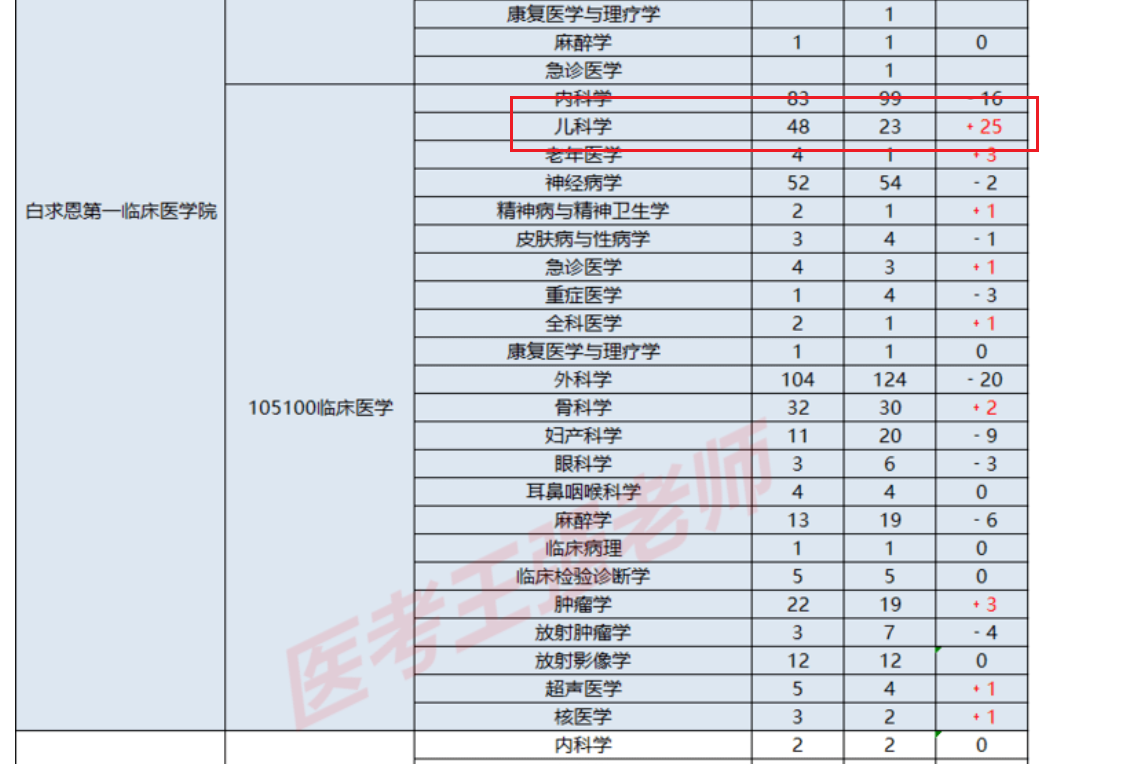 康复医学与理疗学 1
麻醉学 1 1 0
急诊医学 1
内科学 83 99 - 16
儿科学 48 23 + 25
老年医学 4 1 + 3
神经病学 52 54 - 2
白求恩第一临床医学院
精神病与精神卫生学 2 1 + 1
皮肤病与性病学 3 4 - 1
急诊医学 4 3 + 1
重症医学 1 4 - 3
全科医学 2 1 + 1
康复医学与理疗学 1 1 0
外科学 104 124 - 20
105100临床医学
骨科学 32 30 + 2
妇产科学 11 20 - 9
眼科学 3 6 - 3
耳鼻咽喉科学 4 4 0
麻醉学 13 19 - 6
临床病理 1 1 0
临床检验诊断学 5 5 0
肿瘤学 22 19 + 3
放射肿瘤学 3 7 - 4
放射影像学 12 12 0
超声医学 5 4 + 1
核医学 3 2 + 1
内科学 2 2 0
医考王强老师